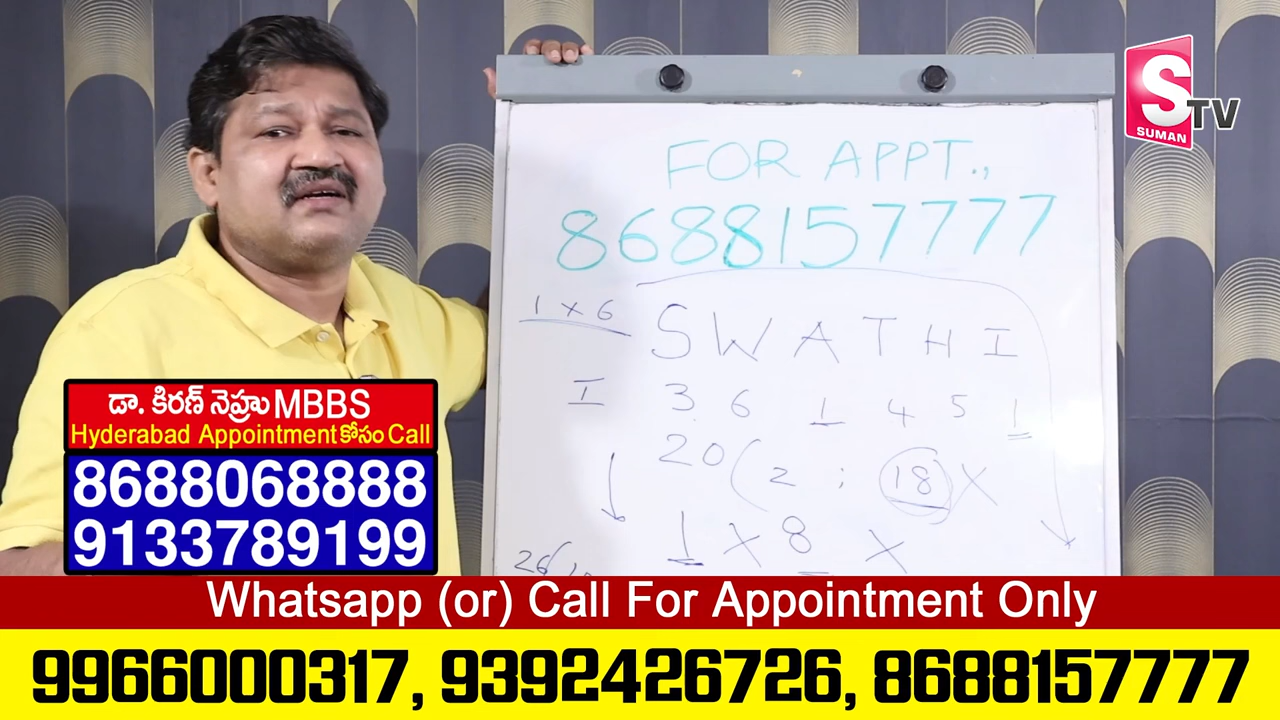 S TV
SUMAN
FOR APPT.,
8688157777
1 X 6
SWATHI
I
3 6 1 4 5 1
20 ( 2 ; 18 X
1 X 8 X
26
డా. కిరణ్ నెహ్రు MBBS
Hyderabad Appointment కోసం Call
8688068888
9133789199
Whatsapp (or) Call For Appointment Only
9966000317, 9392426726, 8688157777